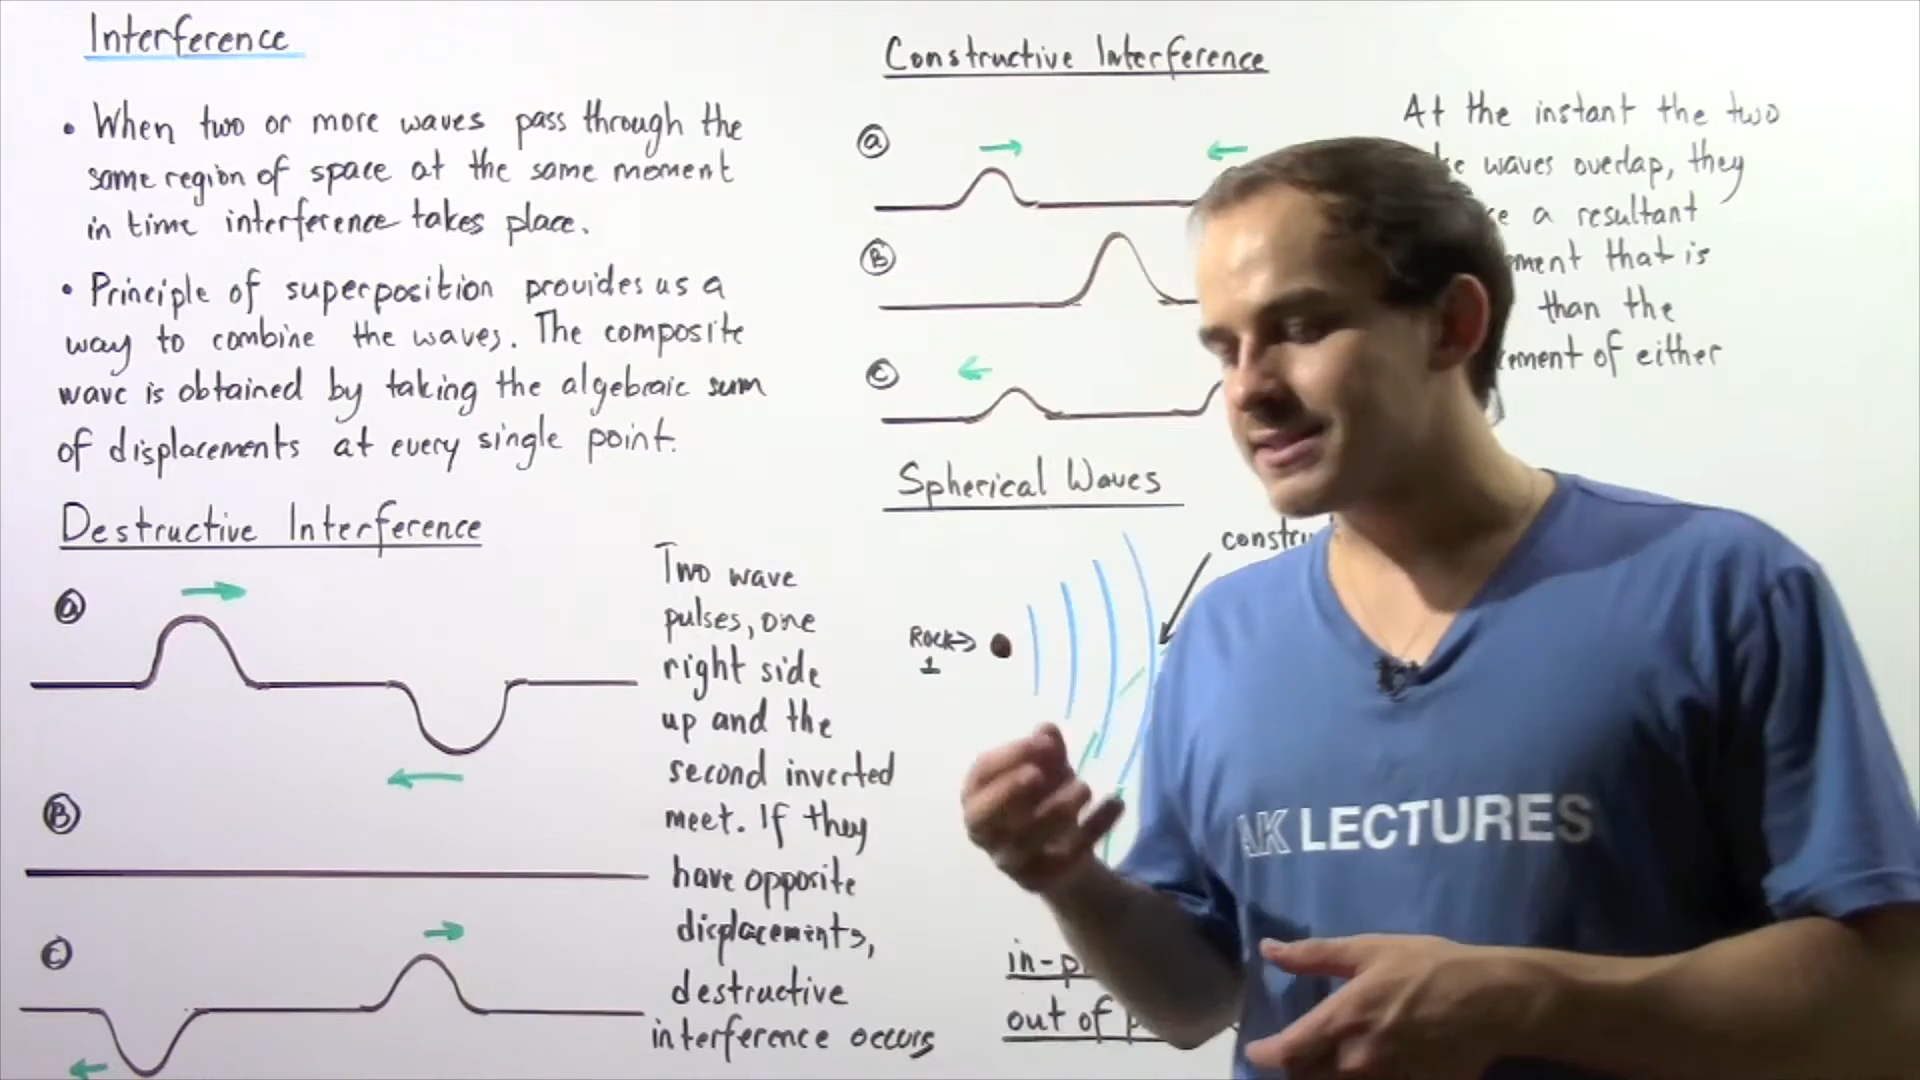 Interference
• When two or more waves pass through the
same region of space at the same moment
in time interference takes place.
• Principle of superposition provides us a
way to combine the waves. The composite
wave is obtained by taking the algebraic sum
of displacements at every single point.
Destructive Interference
a
B
C
Two wave
pulses, one
right side
up and the
second inverted
meet. If they
have opposite
displacements,
destructive
interference occurs
Constructive Interference
a
B
C
At the instant the two
waves overlap, they
a resultant
that is
than the
of either
Spherical Waves
Rock→
1
out of
AK LECTURES